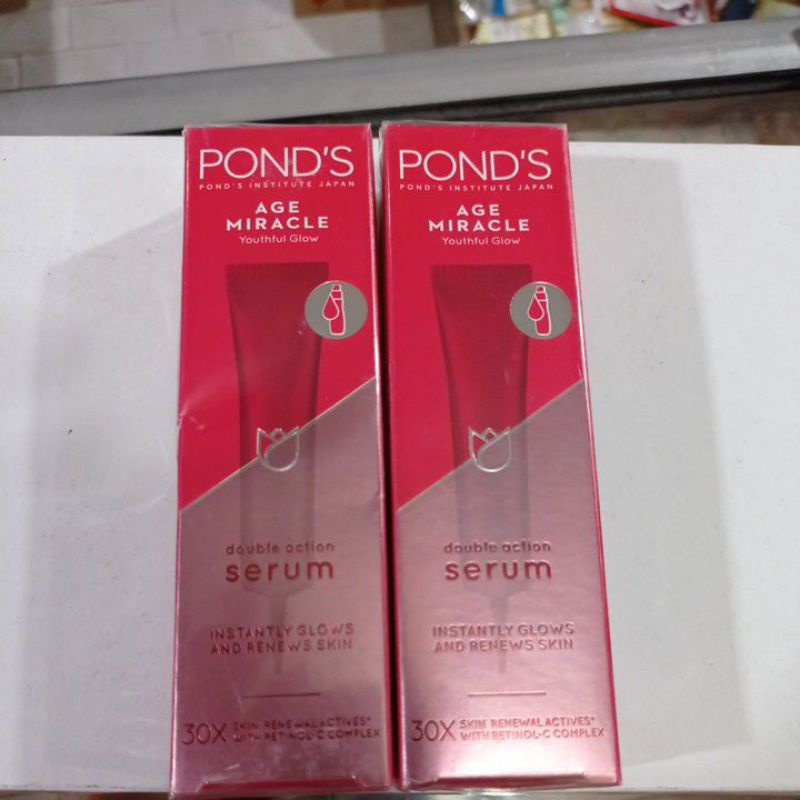 POND'S
POND'S INSTITUTE JAPAN
AGE
MIRACLE
Youthful Glow
double action
serum
INSTANTLY GLOWS
AND RENEWS SKIN
30X SKIN RENEWAL ACTIVES*
WITH RETINOL-C COMPLEX
POND'S
POND'S INSTITUTE JAPAN
AGE
MIRACLE
Youthful Glow
double action
serum
INSTANTLY GLOWS
AND RENEWS SKIN
30X SKIN RENEWAL ACTIVES*
WITH RETINOL-C COMPLEX